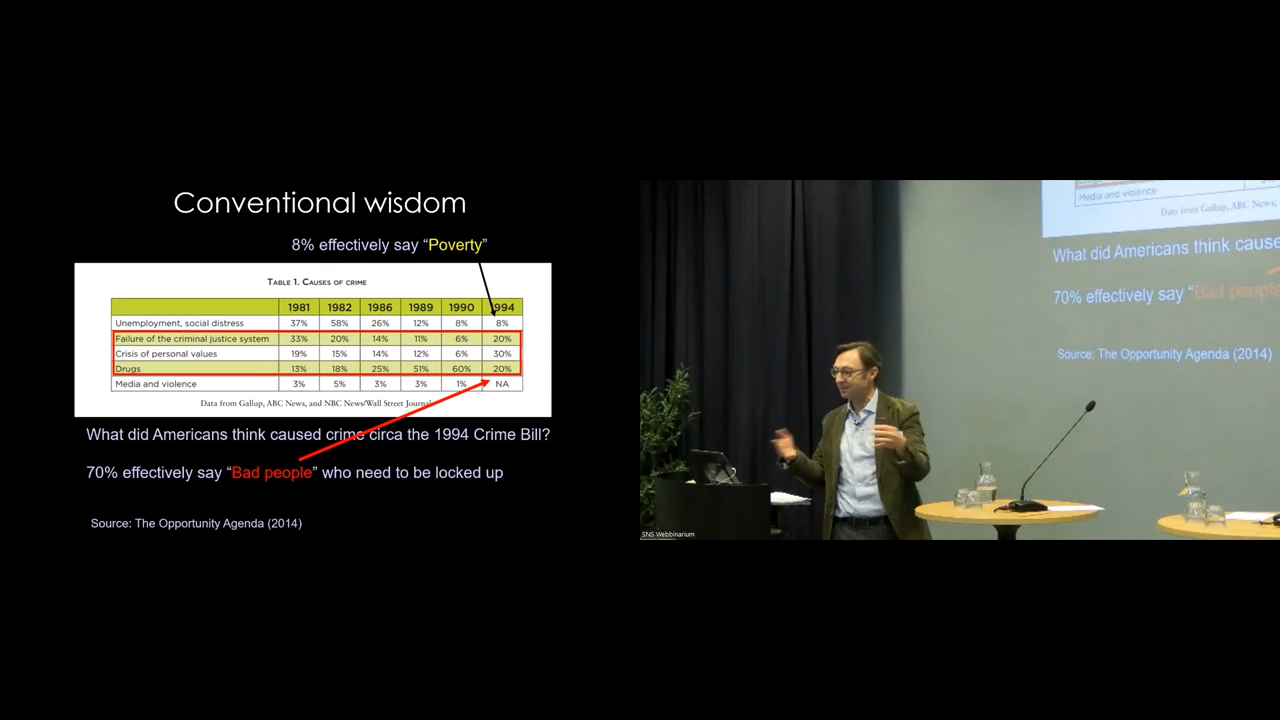 Conventional wisdom
8% effectively say “Poverty”
TABLE 1. CAUSES OF CRIME
1981 1982 1986 1989 1990 1994
Unemployment, social distress 37% 58% 26% 12% 8% 8%
Failure of the criminal justice system 33% 20% 14% 11% 6% 20%
Crisis of personal values 19% 15% 14% 12% 6% 30%
Drugs 13% 18% 25% 51% 60% 20%
Media and violence 3% 5% 3% 3% 1% NA
Data from Gallup, ABC News, and NBC News/Wall Street Journal
What did Americans think caused crime circa the 1994 Crime Bill?
70% effectively say “Bad people” who need to be locked up
Source: The Opportunity Agenda (2014)
Media and violence
Data from Gallup, ABC News,
What did Americans think cause
70% effectively say “Bad people
Source: The Opportunity Agenda (2014)
SNS Webbinarium